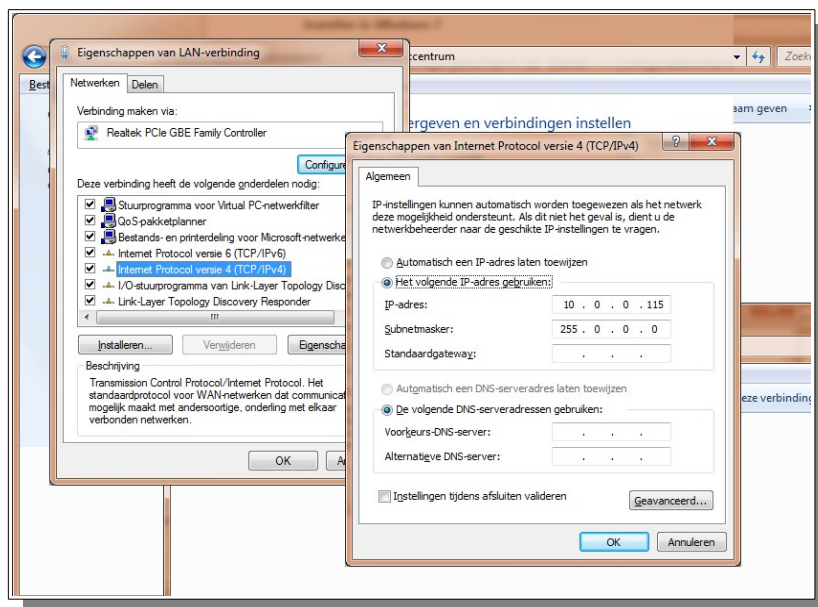 Eigenschappen van LAN-verbinding
kcentrum
Zoek
Best
Netwerken Delen
aam geven
Verbinding maken via:
ergeven en verbindingen instellen
Realtek PCIe GBE Family Controller
Configure
Deze verbinding heeft de volgende onderdelen nodig:
Stuurprogramma voor Virtual PC-netwerkfilter
QoS-pakketplanner
Bestands- en printerdeling voor Microsoft-netwerke
Internet Protocol versie 6 (TCP/IPv6)
Internet Protocol versie 4 (TCP/IPv4)
I/O-stuurprogramma van Link-Layer Topology Disc
Link-Layer Topology Discovery Responder
Installeren... Verwijderen Eigenscha
Beschrijving
Transmission Control Protocol/Internet Protocol. Het
standaardprotocol voor WAN-netwerken dat communicat
mogelijk maakt met andersoortige, onderling met elkaar
verbonden netwerken.
OK
Eigenschappen van Internet Protocol versie 4 (TCP/IPv4)
Algemeen
IP-instellingen kunnen automatisch worden toegewezen als het netwerk
deze mogelijkheid ondersteunt. Als dit niet het geval is, dient u de
netwerkbeheerder naar de geschikte IP-instellingen te vragen.
Automatisch een IP-adres laten toewijzen
Het volgende IP-adres gebruiken:
IP-adres: 10 . 0 . 0 . 115
Subnetmasker: 255 . 0 . 0 . 0
Standaardgateway: . . .
Automatisch een DNS-serveradres laten toewijzen
De volgende DNS-serveradressen gebruiken:
Voorkeurs-DNS-server: . . .
Alternatieve DNS-server: . . .
Instellingen tijdens afsluiten valideren
Geavanceerd...
OK Annuleren
eze verbinding